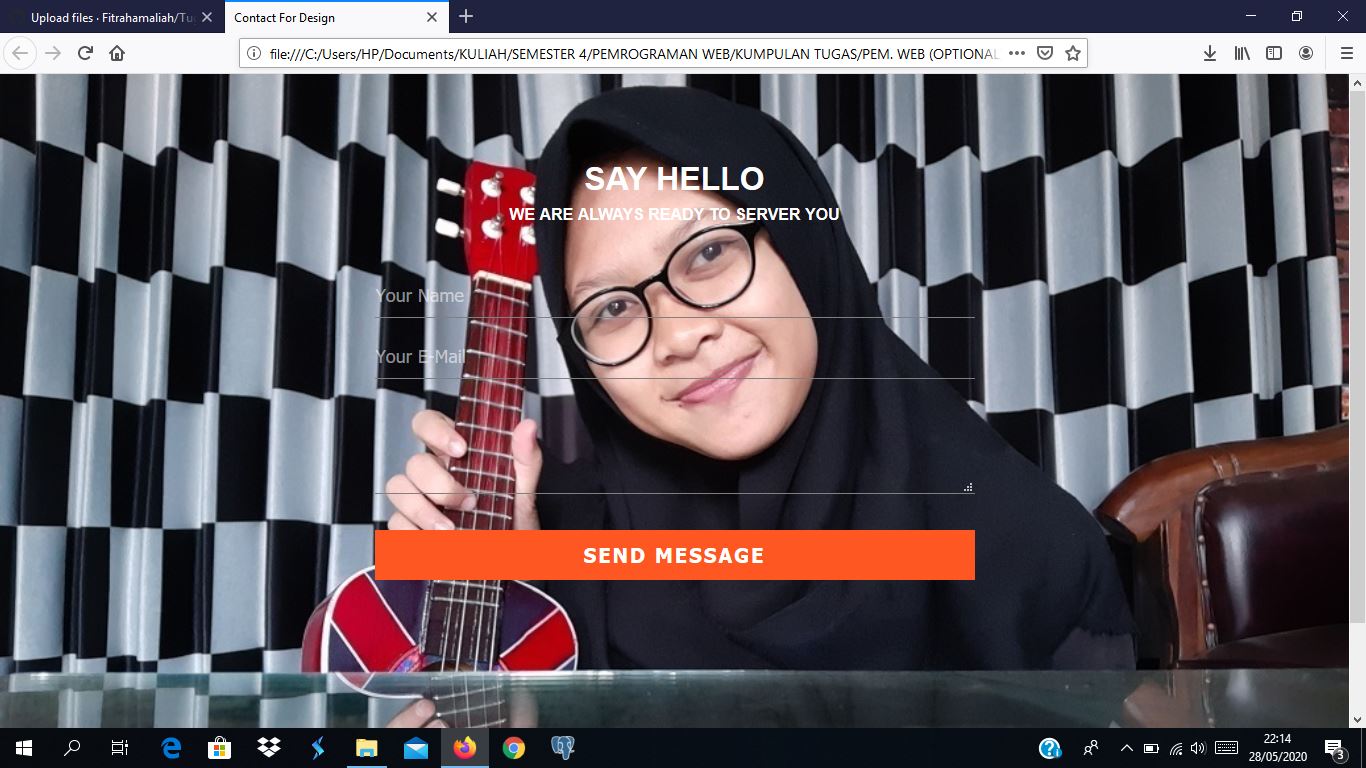 Upload files · Fitrahamaliah/Tu
Contact For Design
file:///C:/Users/HP/Documents/KULIAH/SEMESTER 4/PEMROGRAMAN WEB/KUMPULAN TUGAS/PEM. WEB (OPTIONAL
SAY HELLO
WE ARE ALWAYS READY TO SERVER YOU
Your Name
Your E-Mail
SEND MESSAGE
22:14
28/05/2020
3